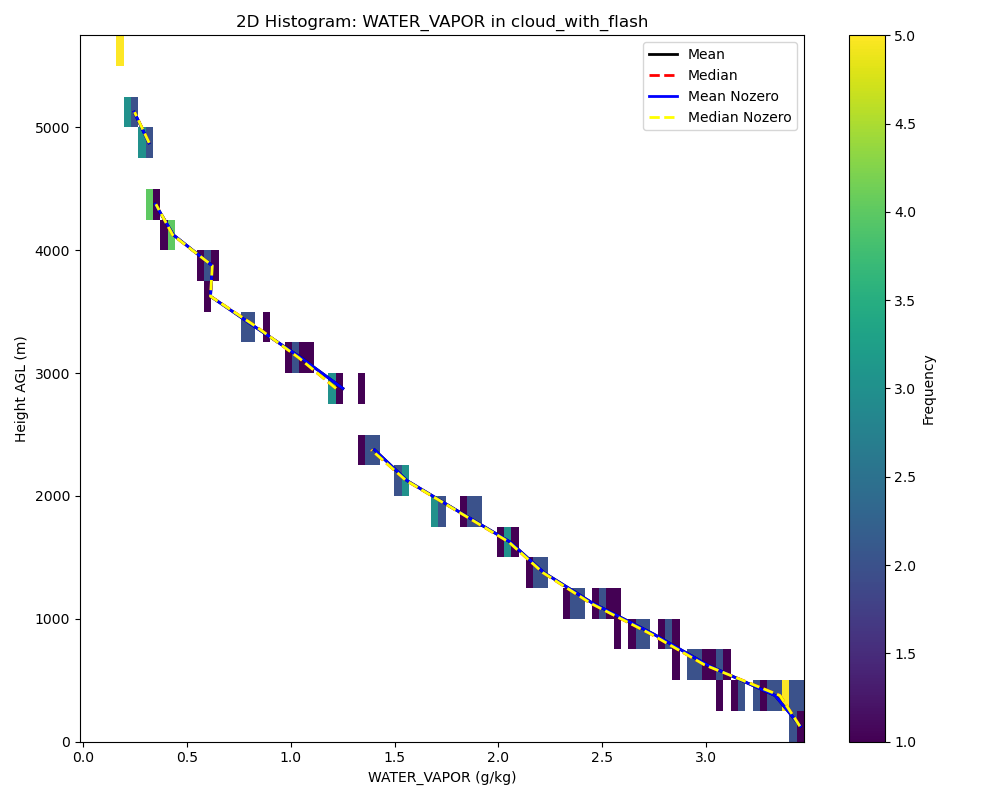 2D Histogram: WATER_VAPOR in cloud_with_flash
Mean
Median
Mean Nozero
Median Nozero
Height AGL (m)
5000
4000
3000
2000
1000
0
0.0 0.5 1.0 1.5 2.0 2.5 3.0
WATER_VAPOR (g/kg)
5.0
4.5
4.0
3.5
3.0
2.5
2.0
1.5
1.0
Frequency